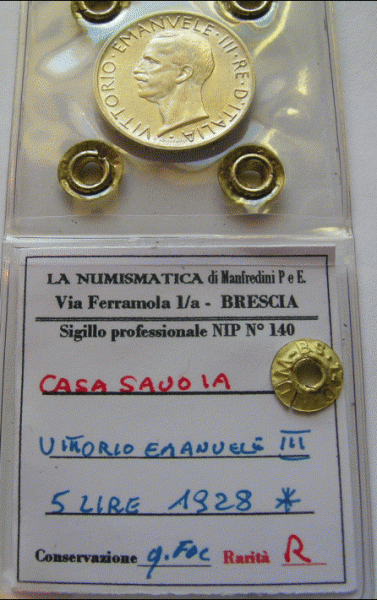 VITTORIO · EMANVELE · III · RE · D'ITALIA
LA NUMISMATICA di Manfredini P e E.
Via Ferramola 1/a - BRESCIA
Sigillo professionale NIP N° 140
CASA SAVOIA
VITTORIO EMANUELE III
5 LIRE 1928 *
Conservazione q.FDC Rarità R